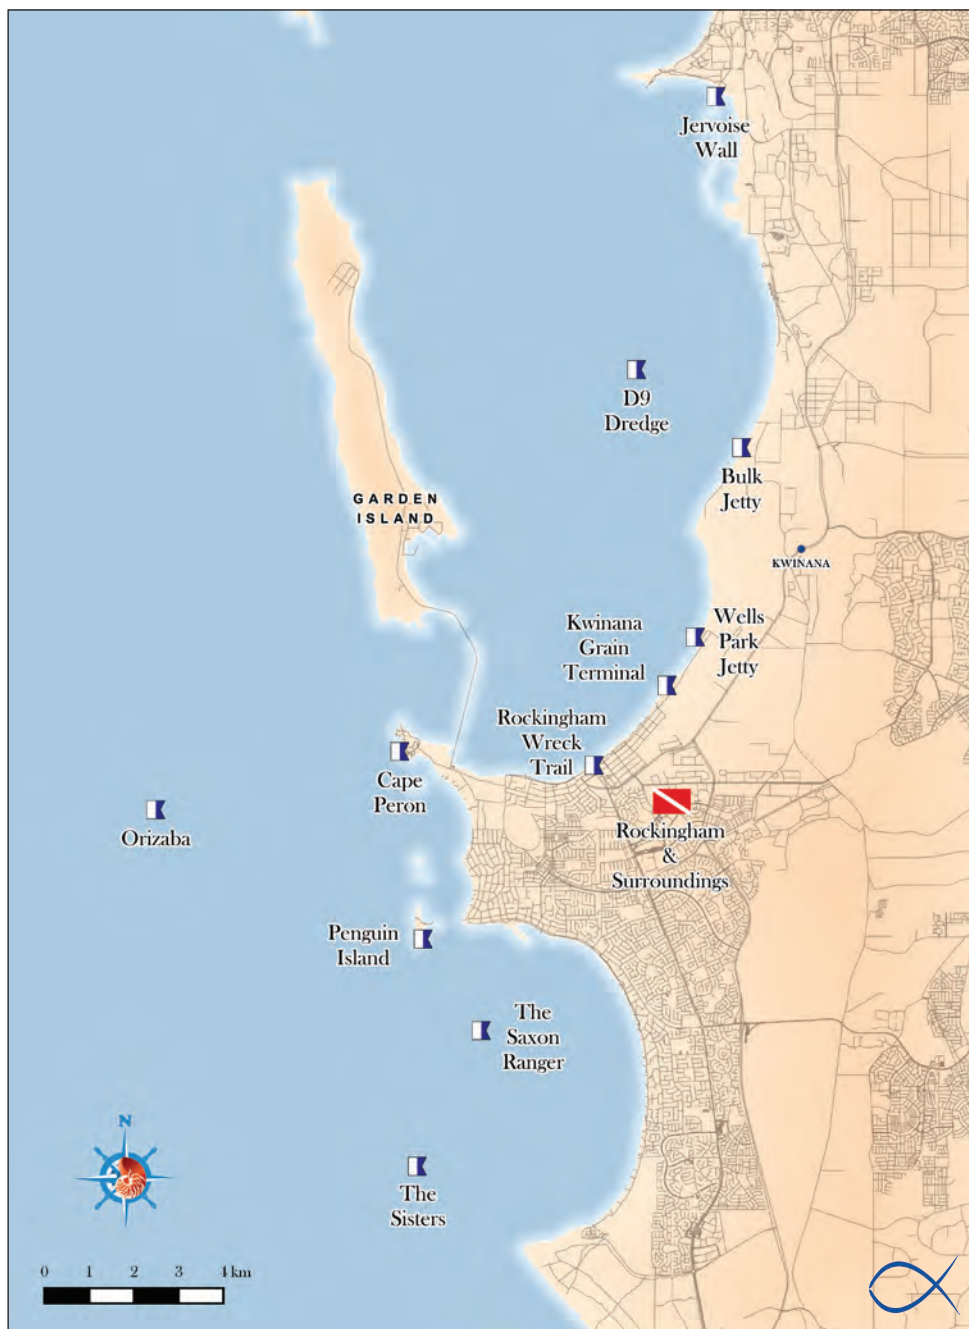 Jervoise
Wall
D9
Dredge
Bulk
Jetty
GARDEN
ISLAND
KWINANA
Wells
Park
Jetty
Kwinana
Grain
Terminal
Rockingham
Wreck
Trail
Cape
Peron
Orizaba
Rockingham
&
Surroundings
Penguin
Island
The
Saxon
Ranger
N
The
Sisters
0 1 2 3 4 km